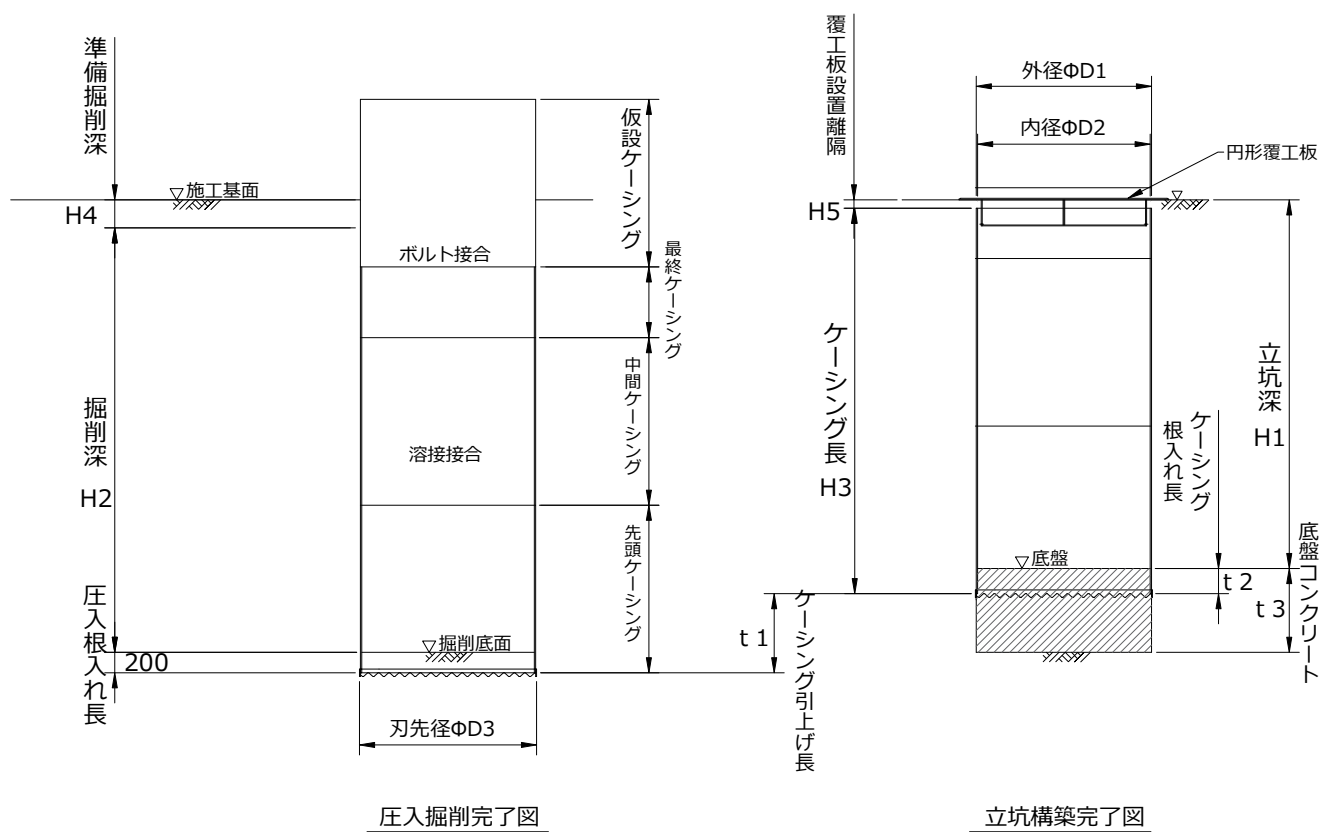 準備掘削深
▽施工基面
H4
掘削深
H2
圧入根入れ長
200
ボルト接合
溶接接合
▽掘削底面
刃先径ΦD3
仮設ケーシング
最終ケーシング
中間ケーシング
先頭ケーシング
圧入掘削完了図
覆工板設置離隔
外径ΦD1
内径ΦD2
円形覆工板
▽
H5
ケーシング長
H3
立坑深
H1
ケーシング
根入れ長
▽底盤
t 1
ケーシング引上げ長
t 2
t 3
底盤コンクリート
立坑構築完了図